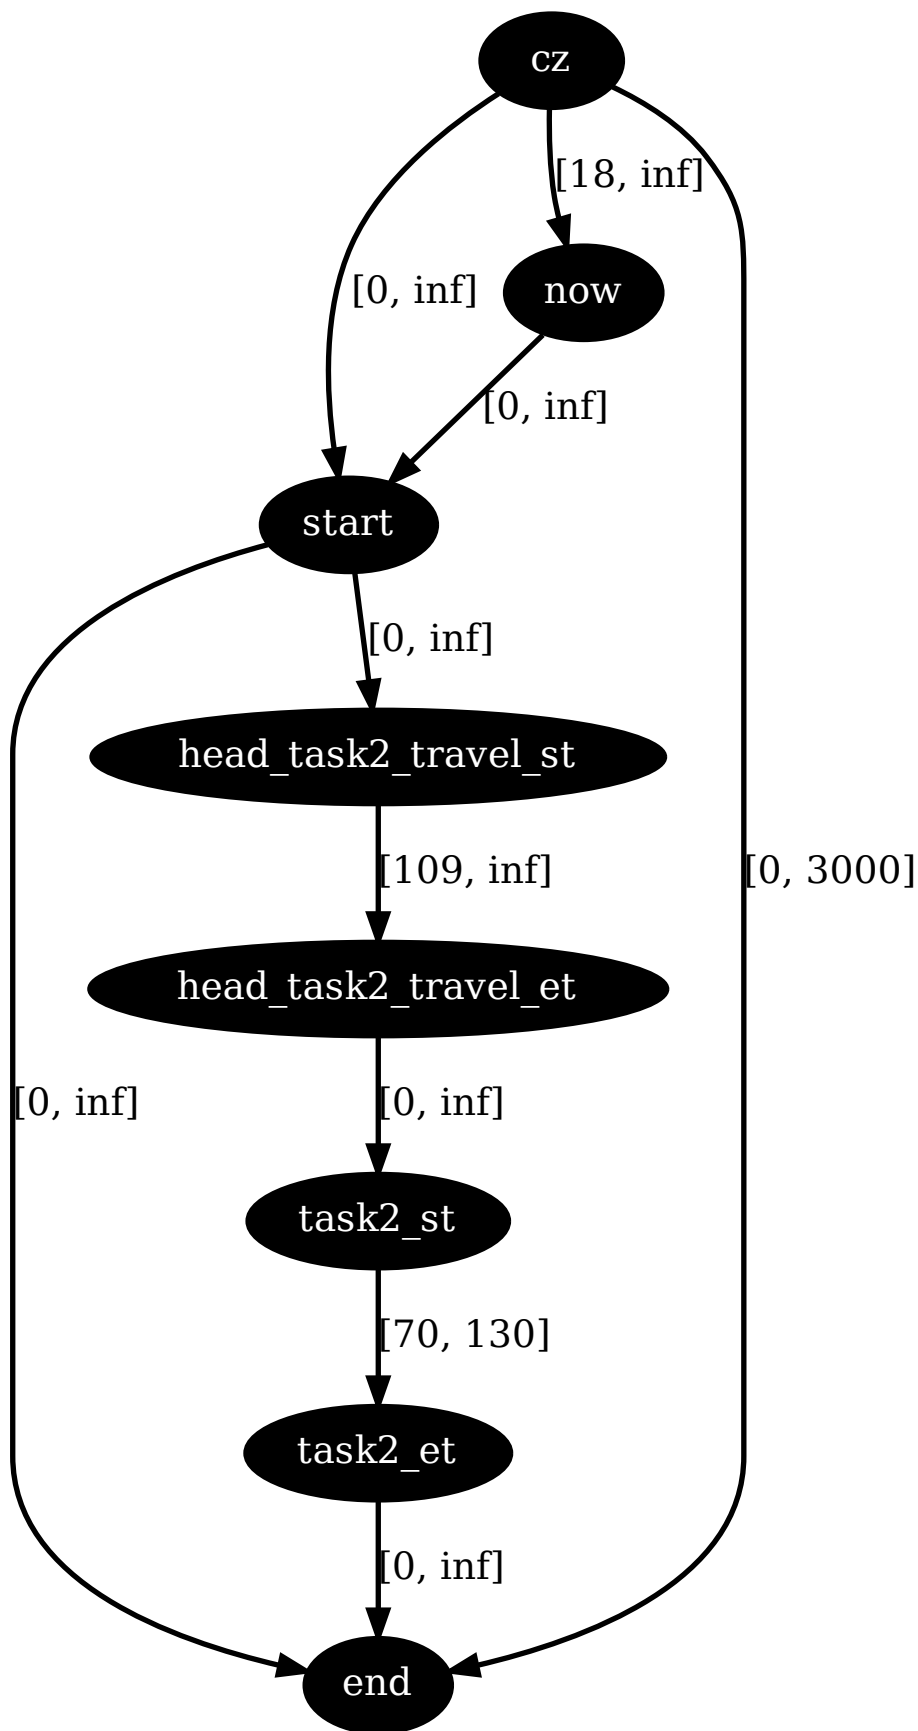 cz
[18, inf]
[0, inf]
now
[0, inf]
start
[0, inf]
head_task2_travel_st
[109, inf]
[0, 3000]
head_task2_travel_et
[0, inf]
[0, inf]
task2_st
[70, 130]
task2_et
[0, inf]
end